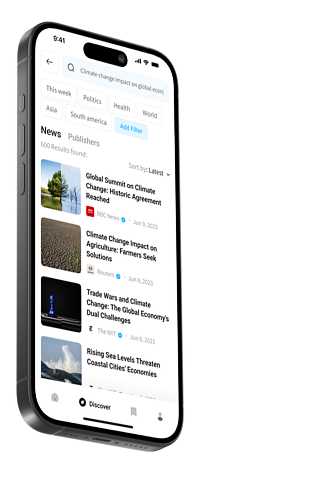 9:41
Climate change impact on global econ
This week
Politics
Health
World
Asia
South america
Add Filter
News
Publishers
600 Results found:
Sort by: Latest
Global Summit on Climate
Change: Historic Agreement
Reached
BBC News
Jun 9, 2023
Climate Change Impact on
Agriculture: Farmers Seek
Solutions
Reuters
Jun 8, 2023
Trade Wars and Climate
Change: The Global Economy's
Dual Challenges
The NYT
Jun 6, 2023
Rising Sea Levels Threaten
Coastal Cities' Economies
Discover